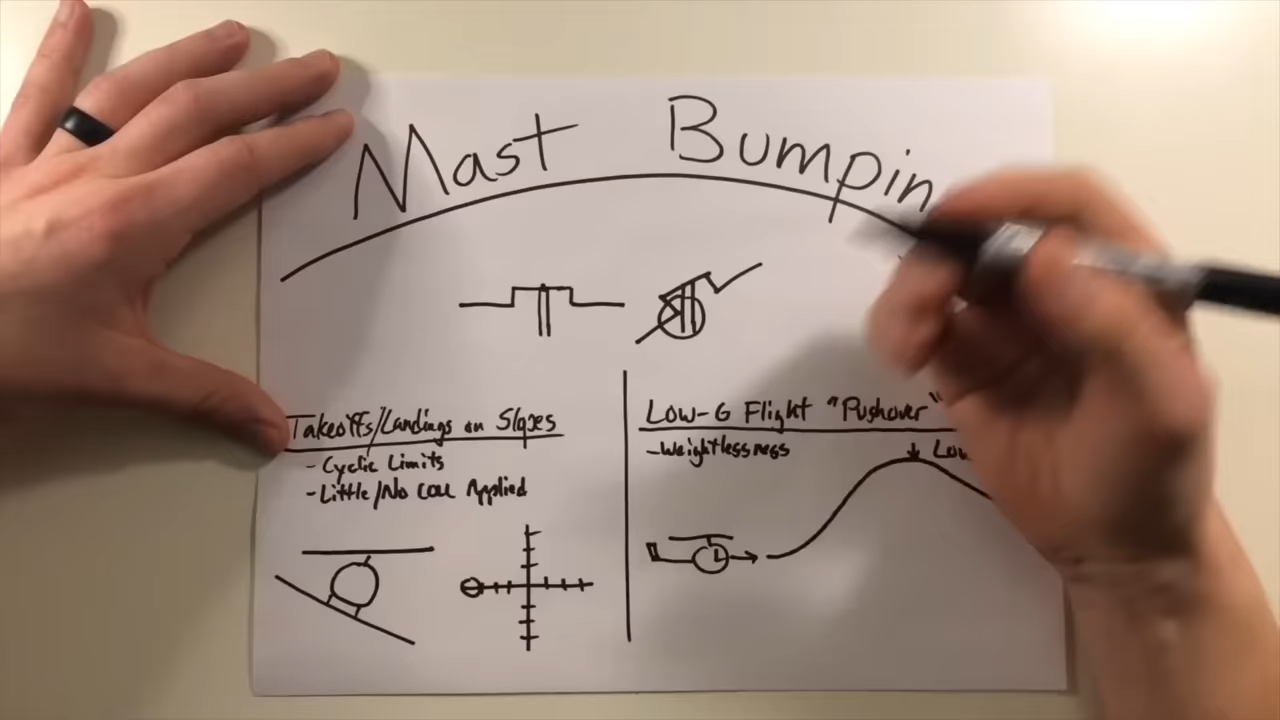 Mast Bumpin
Takeoffs/Landings on Slopes
- Cyclic Limits
- Little/No Coll Applied
Low-G Flight "Pushover"
- Weightlessness
Low